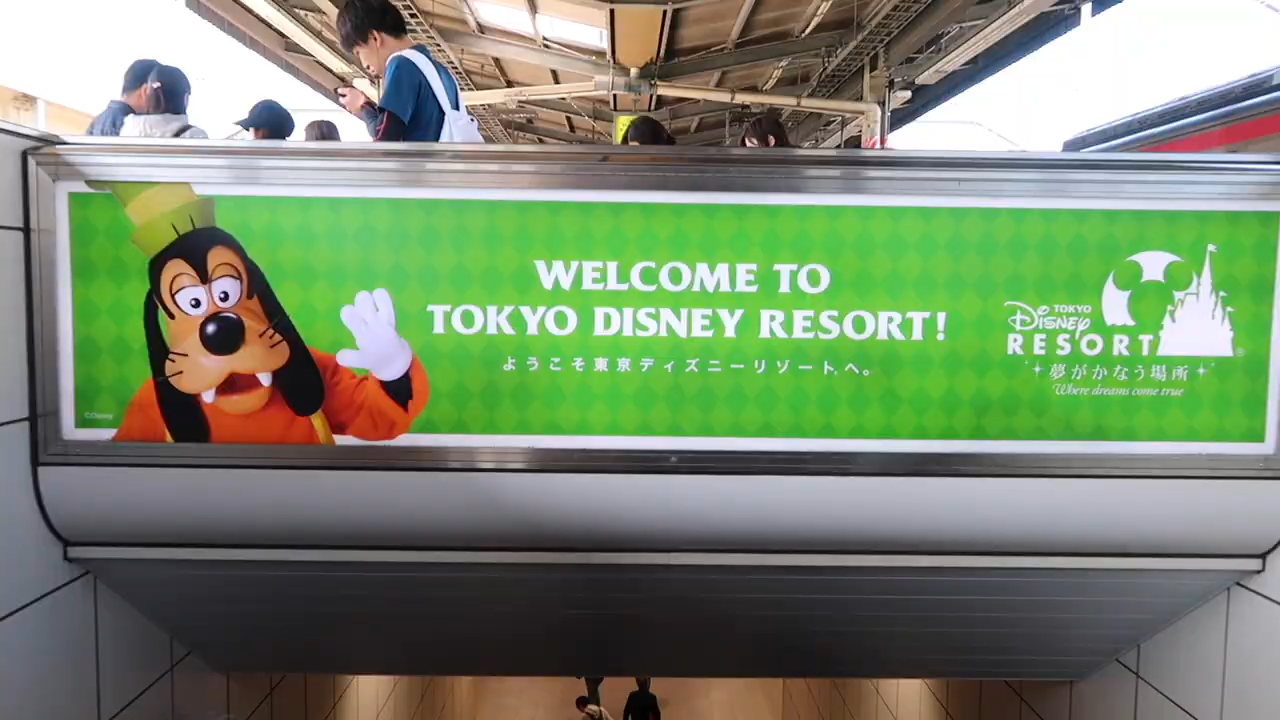 WELCOME TO
TOKYO DISNEY RESORT!
ようこそ東京ディズニーリゾートへ。
TOKYO
Disney
RESORT
夢がかなう場所
Where dreams come true
©Disney